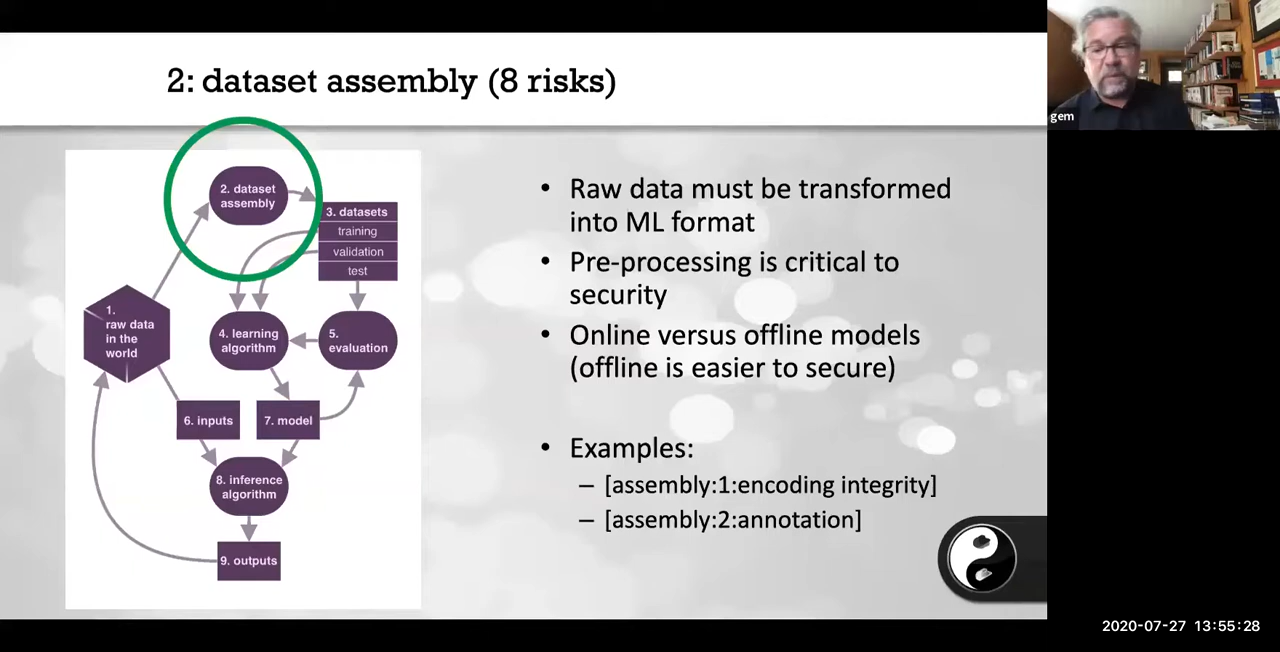 2: dataset assembly (8 risks)
2. dataset
assembly
3. datasets
training
validation
test
1.
raw data
in the
world
4. learning
algorithm
5.
evaluation
6. inputs
7. model
8. inference
algorithm
9. outputs
• Raw data must be transformed
into ML format
• Pre-processing is critical to
security
• Online versus offline models
(offline is easier to secure)
• Examples:
– [assembly:1:encoding integrity]
– [assembly:2:annotation]
gem
2020-07-27 13:55:28